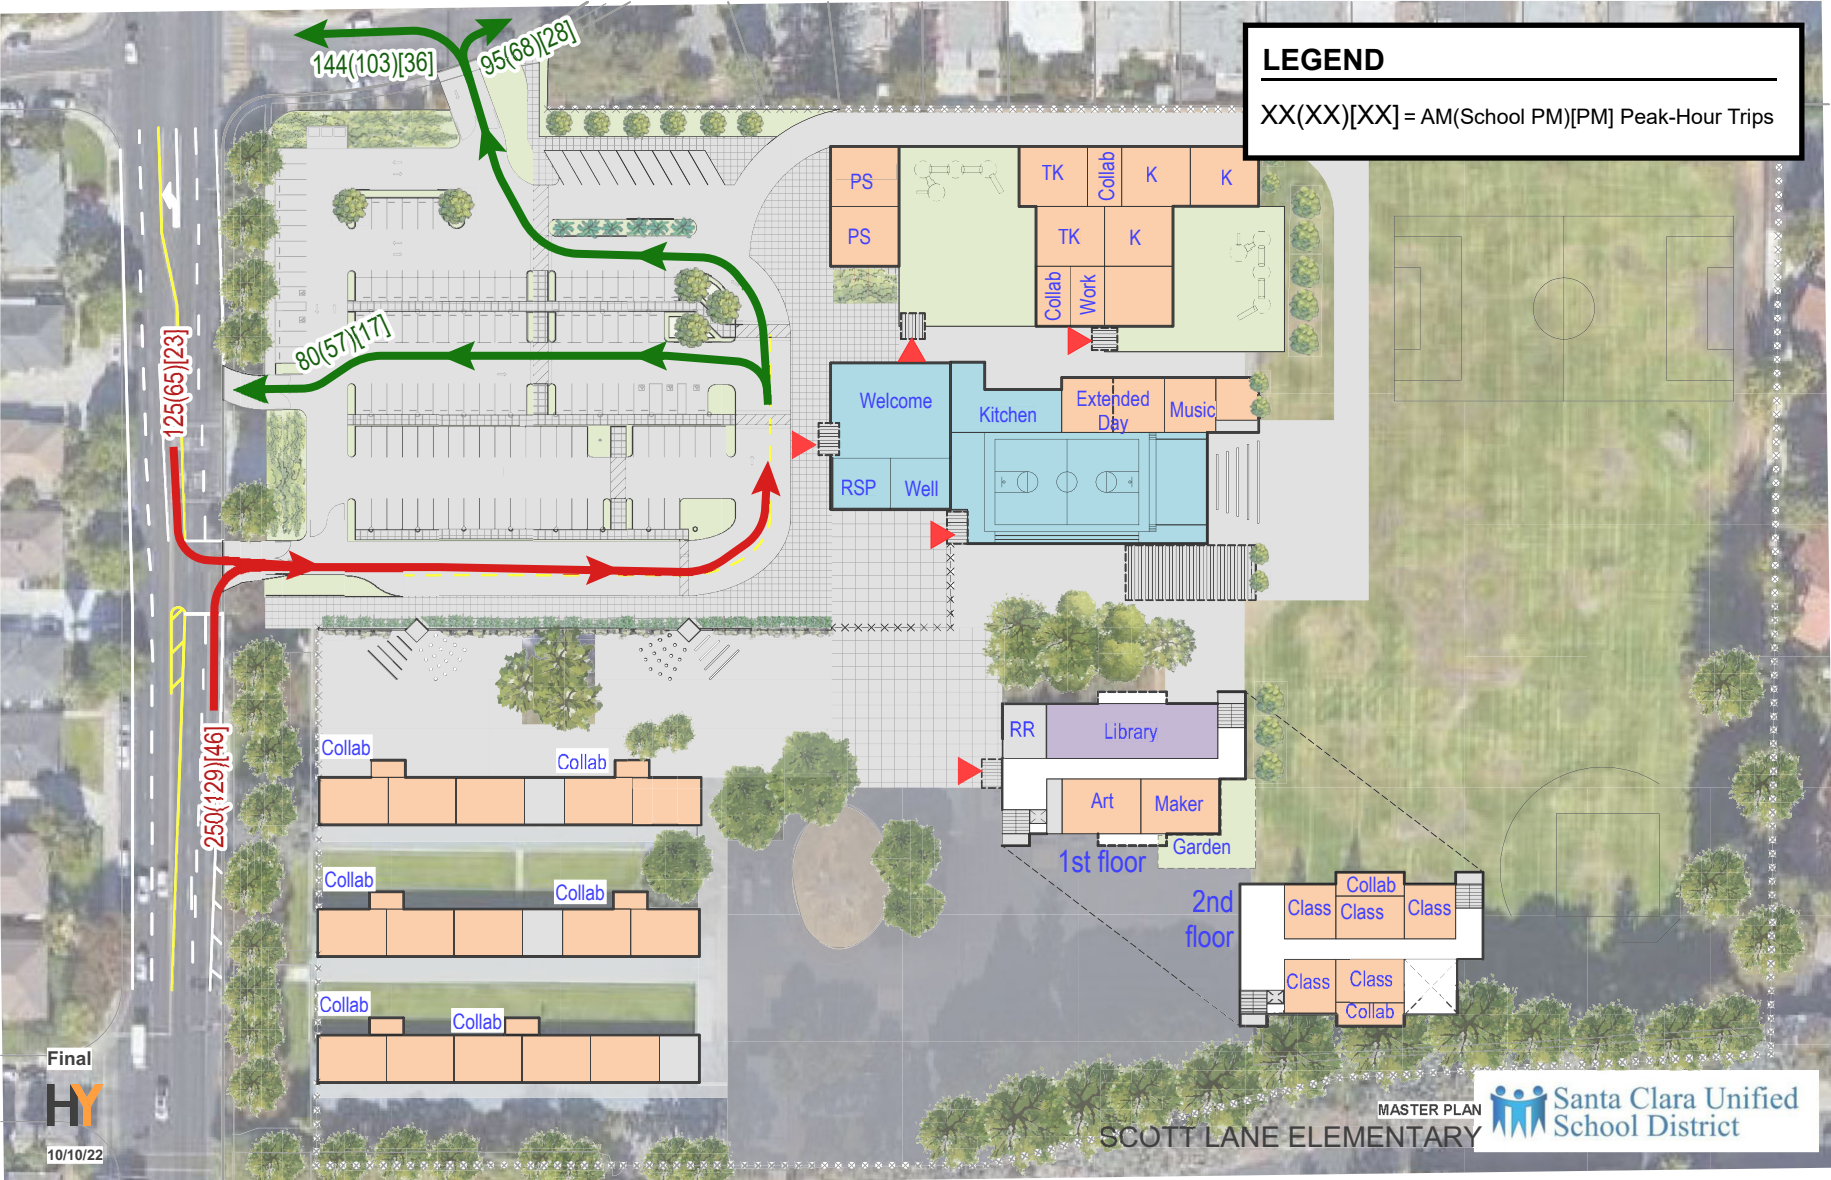 144(103)[36]
95(68)[28]
LEGEND
XX(XX)[XX] = AM(School PM)[PM] Peak-Hour Trips
PS
TK
Collab
K
K
PS
TK
K
Collab
Work
80(57)[17]
125(65)[23]
Welcome
Kitchen
Extended
Day
Music
RSP
Well
250(129)[46]
RR
Library
Collab
Collab
Art
Maker
Garden
1st floor
Collab
Collab
2nd
floor
Collab
Class
Class
Class
Class
Class
Collab
Collab
Collab
Final
HY
10/10/22
MASTER PLAN
SCOTT LANE ELEMENTARY
Santa Clara Unified
School District